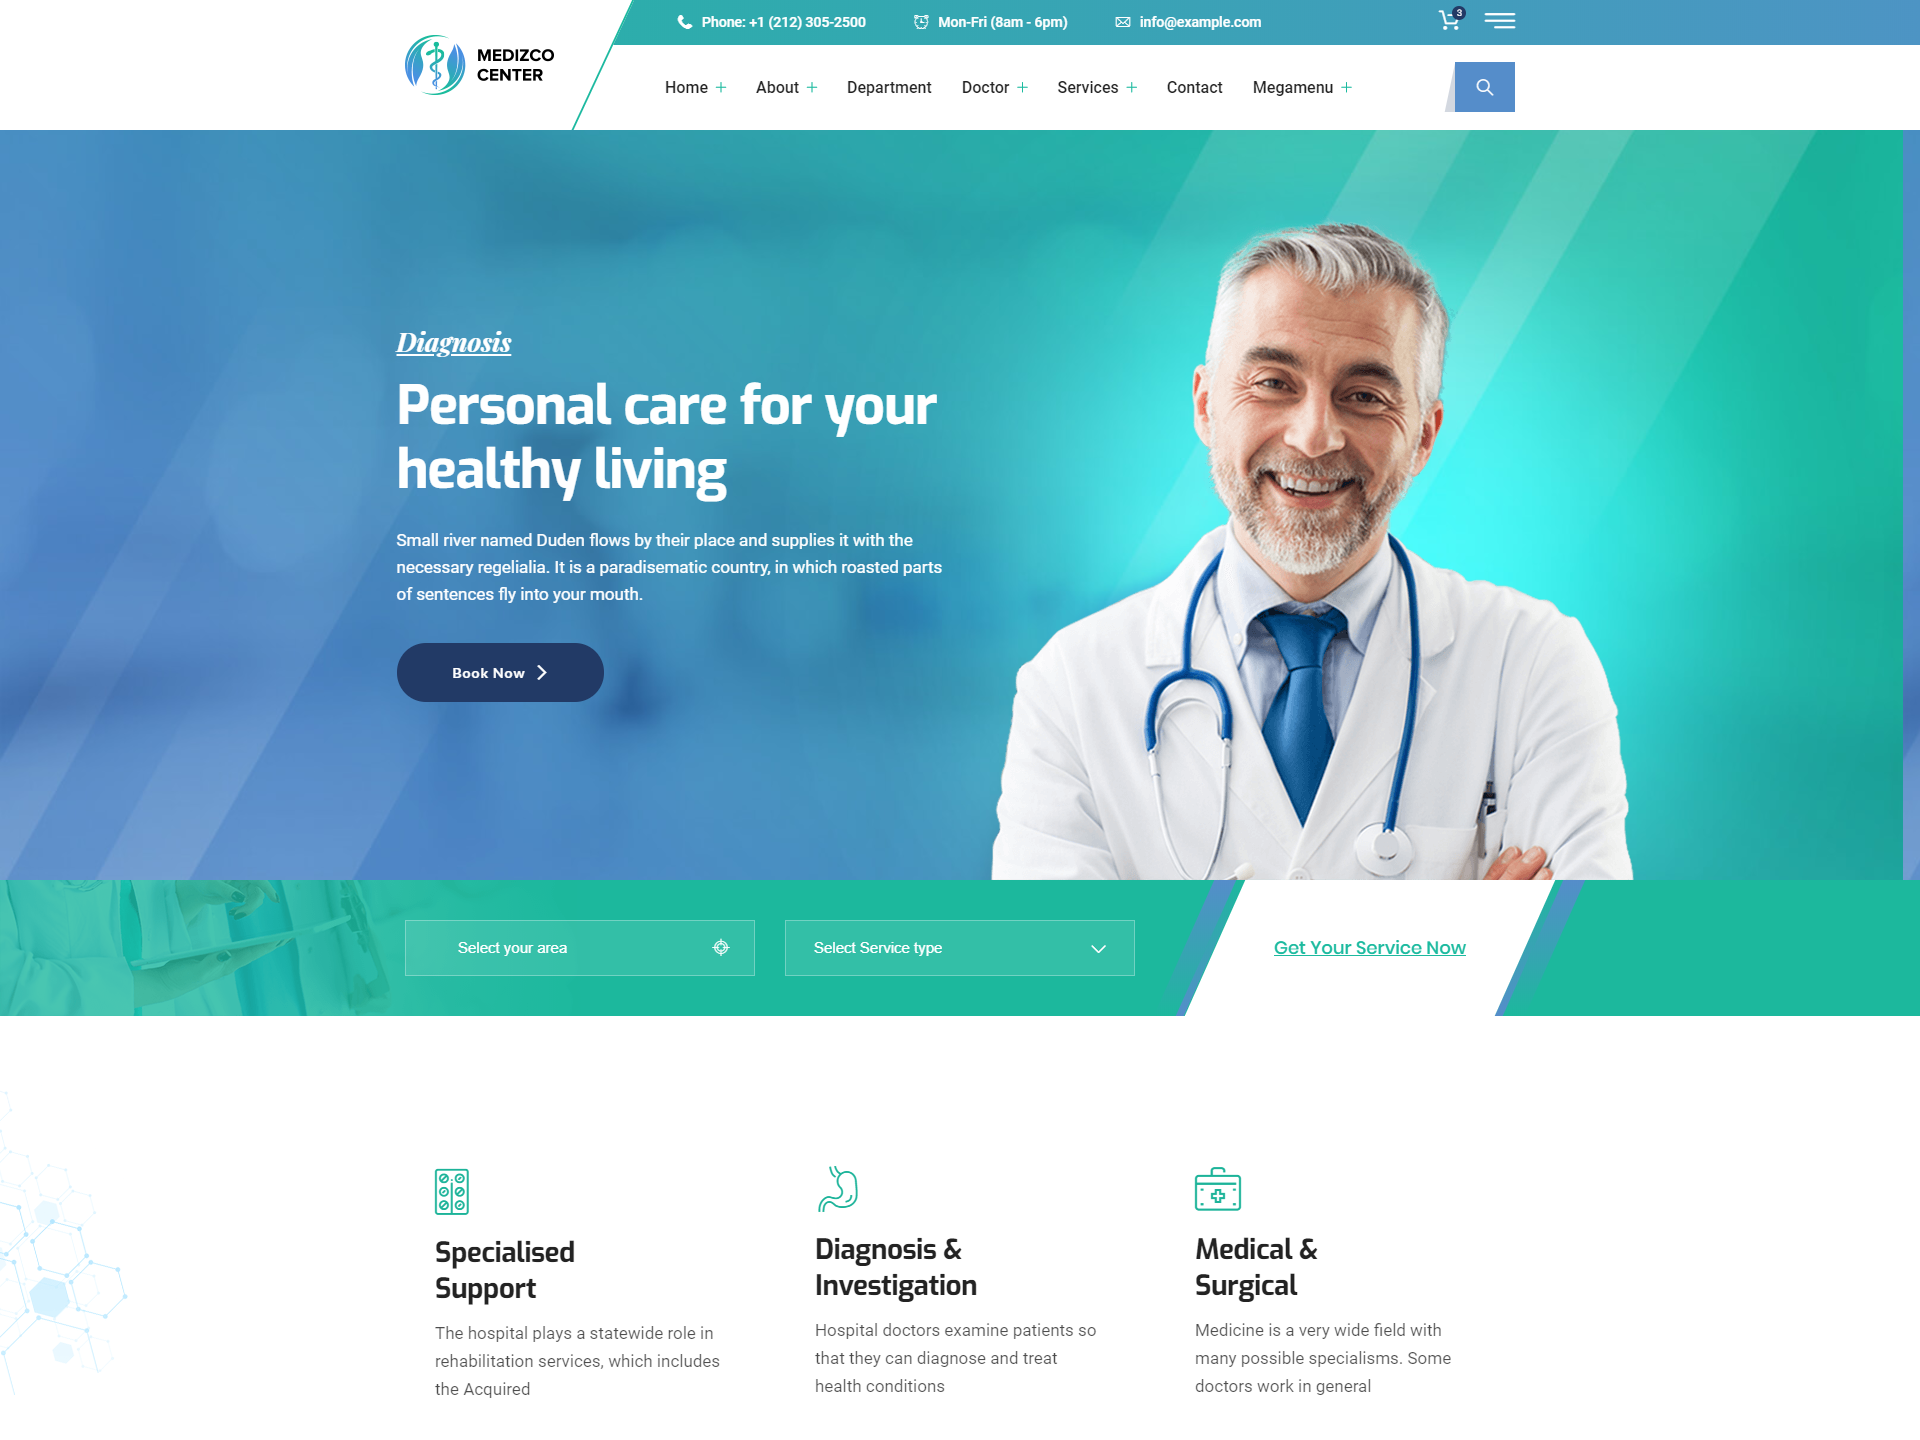 MEDIZCO
CENTER
Phone: +1 (212) 305-2500
Mon-Fri (8am - 6pm)
info@example.com
3
Home + About + Department Doctor + Services + Contact Megamenu +
Diagnosis
Personal care for your
healthy living
Small river named Duden flows by their place and supplies it with the
necessary regelialia. It is a paradisematic country, in which roasted parts
of sentences fly into your mouth.
Book Now
Select your area
Select Service type
Get Your Service Now
Specialised
Support
The hospital plays a statewide role in
rehabilitation services, which includes
the Acquired
Diagnosis &
Investigation
Hospital doctors examine patients so
that they can diagnose and treat
health conditions
Medical &
Surgical
Medicine is a very wide field with
many possible specialisms. Some
doctors work in general